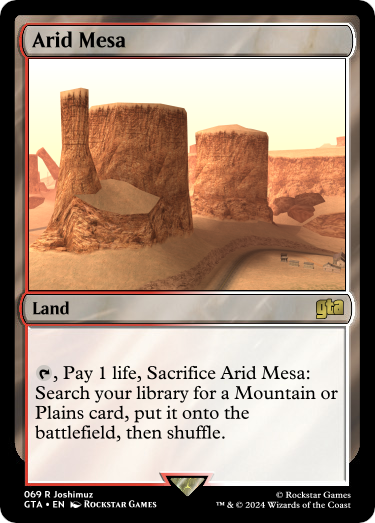 Arid Mesa
Land
gta
, Pay 1 life, Sacrifice Arid Mesa:
Search your library for a Mountain or
Plains card, put it onto the
battlefield, then shuffle.
069 R Joshimuz
GTA • EN ROCKSTAR GAMES
© Rockstar Games
™ & © 2024 Wizards of the Coast